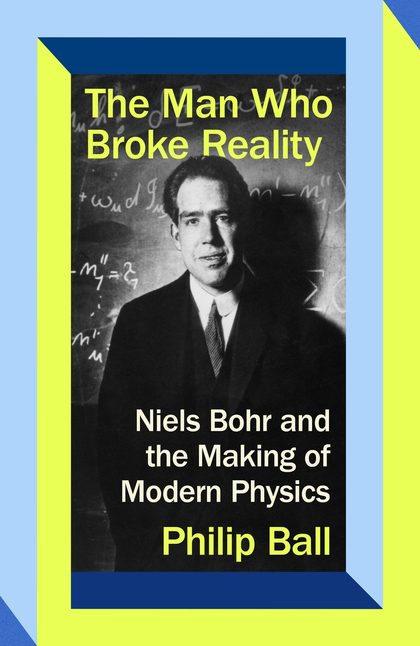 The Man Who
Broke Reality
Niels Bohr and
the Making of
Modern Physics
Philip Ball